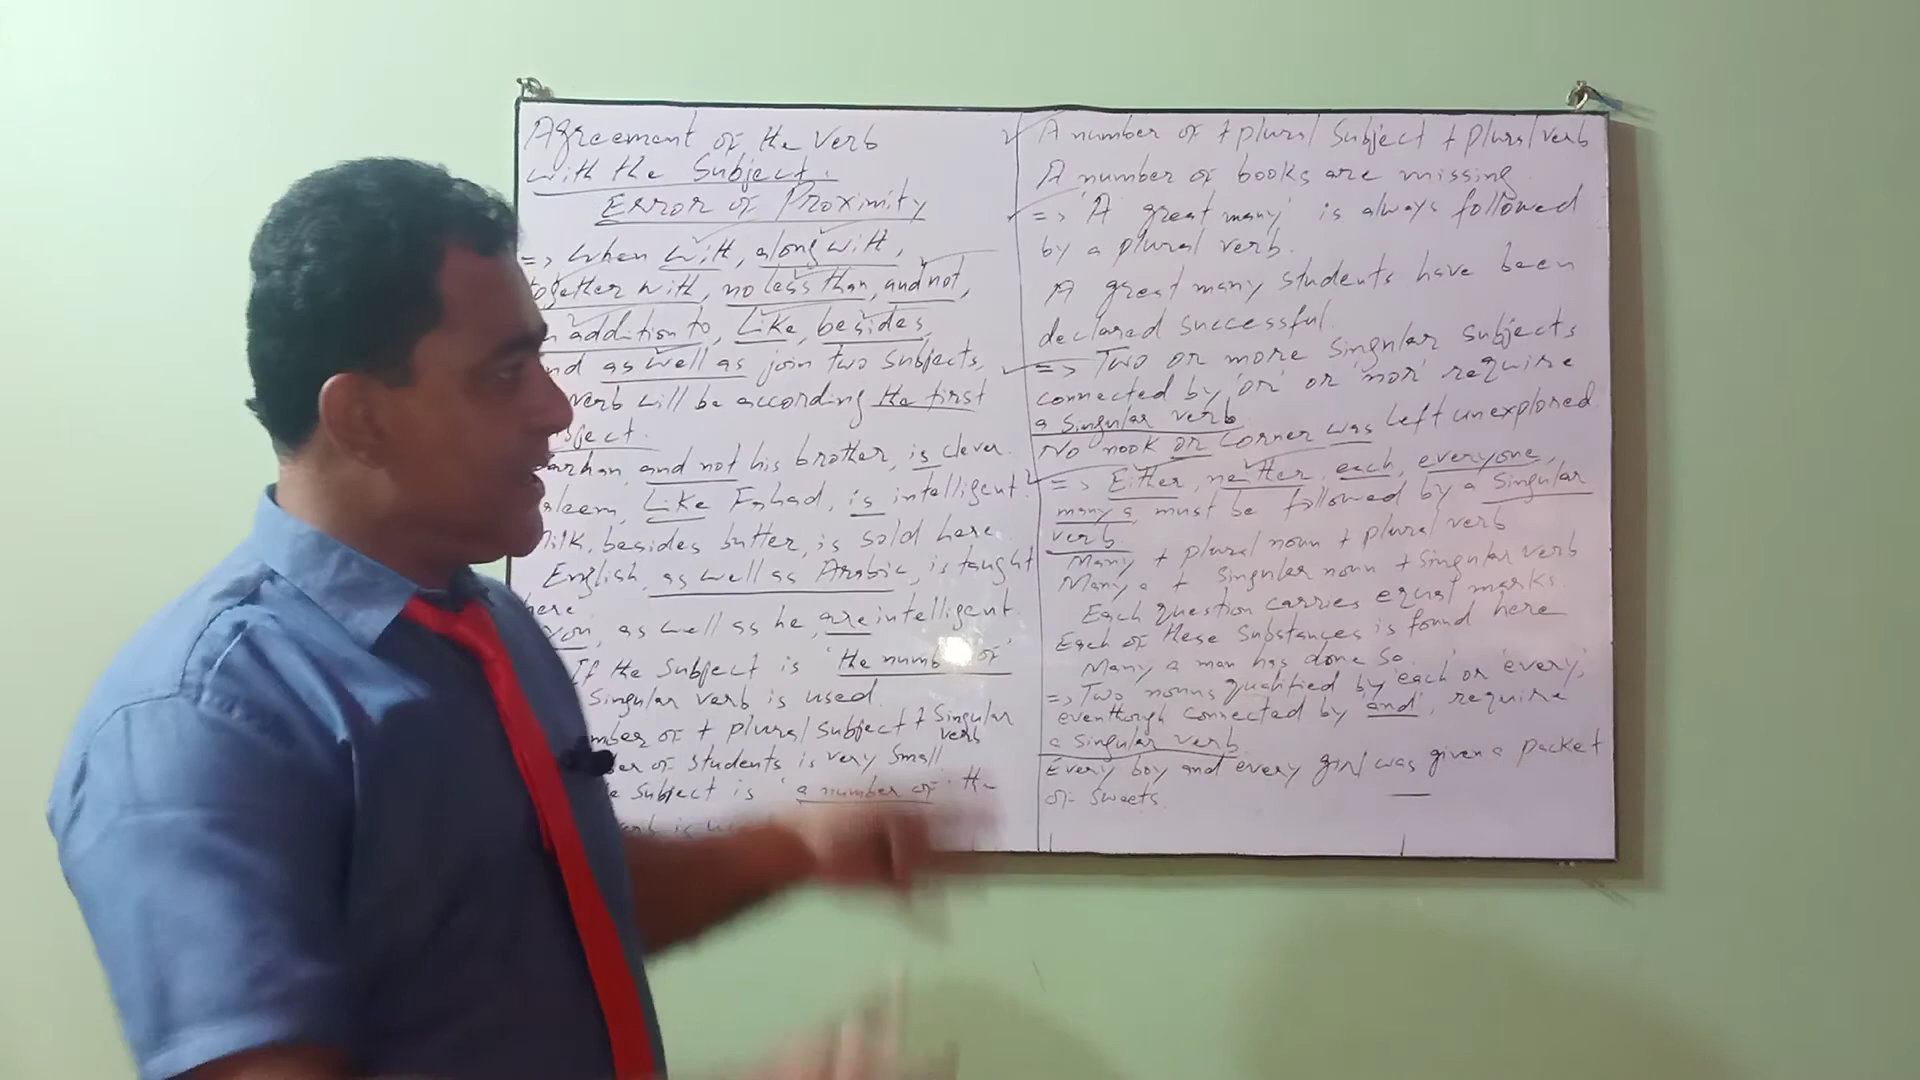 Agreement of the Verb
with the Subject.
Error of Proximity
=> When with, along with,
together with, no less than, and not,
addition to, Like, besides,
as well as join two subjects,
verb will be according the first
and not his brother, is clever.
Like Fahad, is intelligent.
Milk, besides butter, is sold here.
English, as well as Arabic, is taught
here
you, as well as he are intelligent.
If the Subject is 'the of'
Singular verb is used.
of + plural Subject + Singular
verb
of students is very small
Subject is 'a number of' the
is
A number of + plural Subject + plural verb
A number of books are missing.
=> 'A great many' is always followed
by a plural verb.
A great many students have been
declared successful.
=> Two or more singular subjects
connected by 'or' or 'nor' require
a singular verb.
No nook or corner was left unexplored.
=> Either, neither, each, everyone,
many a, must be followed by a Singular
verb.
Many + plural noun + plural verb
Many a + Singular noun + Singular verb
Each question carries equal marks.
Each of these Substances is found here
Many a man has done so.
=> Two nouns qualified by 'each or 'every',
eventhough connected by 'and', require
a singular verb.
Every boy and every girl was given a packet
of sweets.